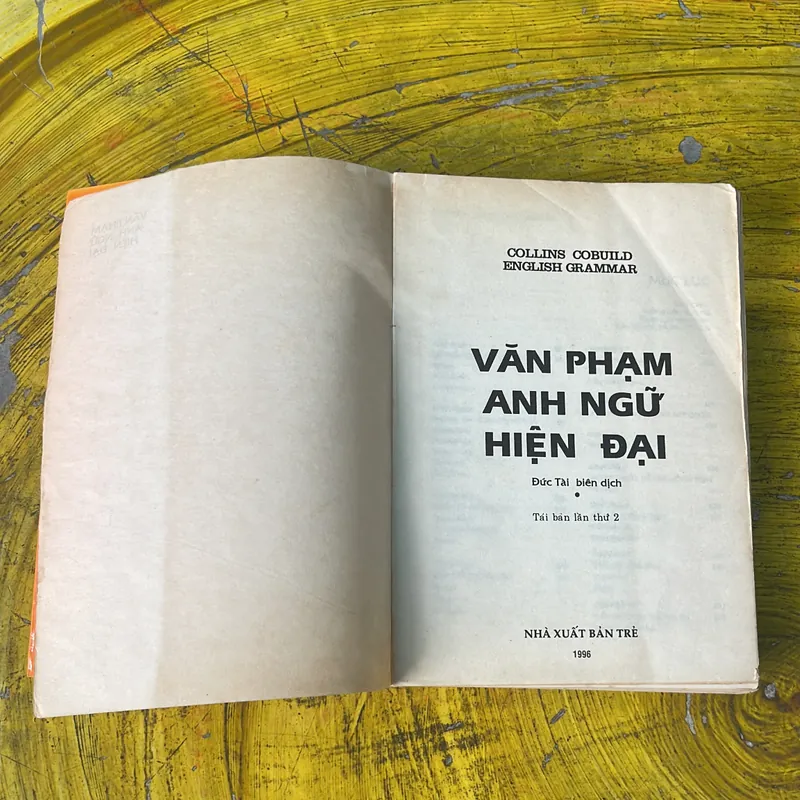 COLLINS COBUILD
ENGLISH GRAMMAR
VĂN PHẠM
ANH NGỮ
HIỆN ĐẠI
Đức Tài biên dịch
Tái bản lần thứ 2
NHÀ XUẤT BẢN TRẺ
1996